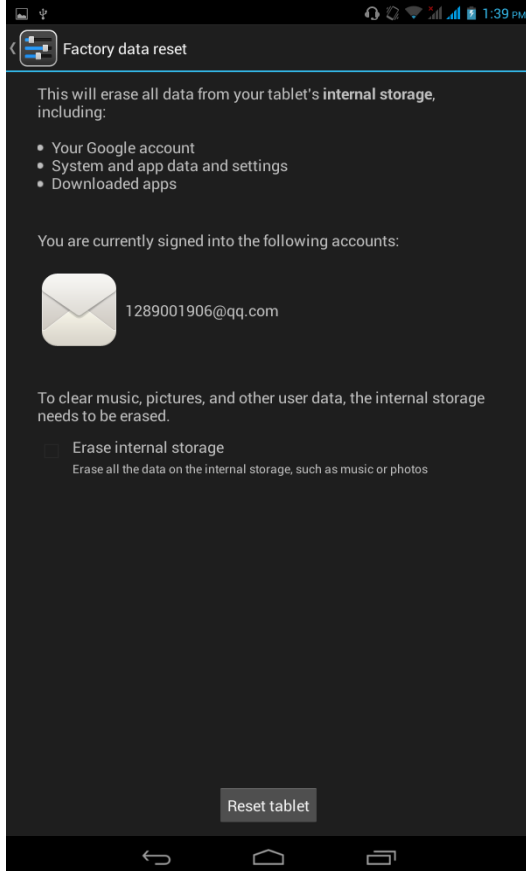 1:39 PM
Factory data reset
This will erase all data from your tablet's internal storage,
including:
• Your Google account
• System and app data and settings
• Downloaded apps
You are currently signed into the following accounts:
1289001906@qq.com
To clear music, pictures, and other user data, the internal storage
needs to be erased.
Erase internal storage
Erase all the data on the internal storage, such as music or photos
Reset tablet